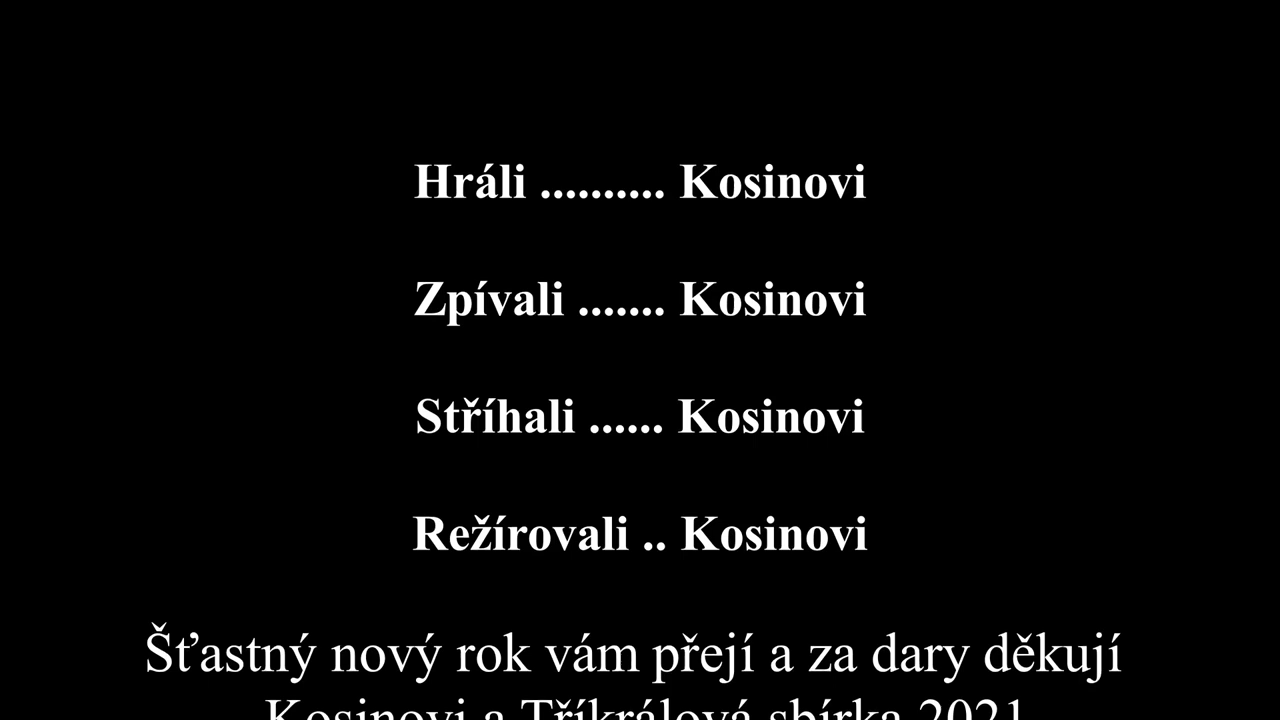 Hráli .......... Kosinovi
Zpívali ....... Kosinovi
Stříhali ...... Kosinovi
Režírovali .. Kosinovi
Šťastný nový rok vám přejí a za dary děkují
Kosinovi a Tříkrálová sbírka 2021